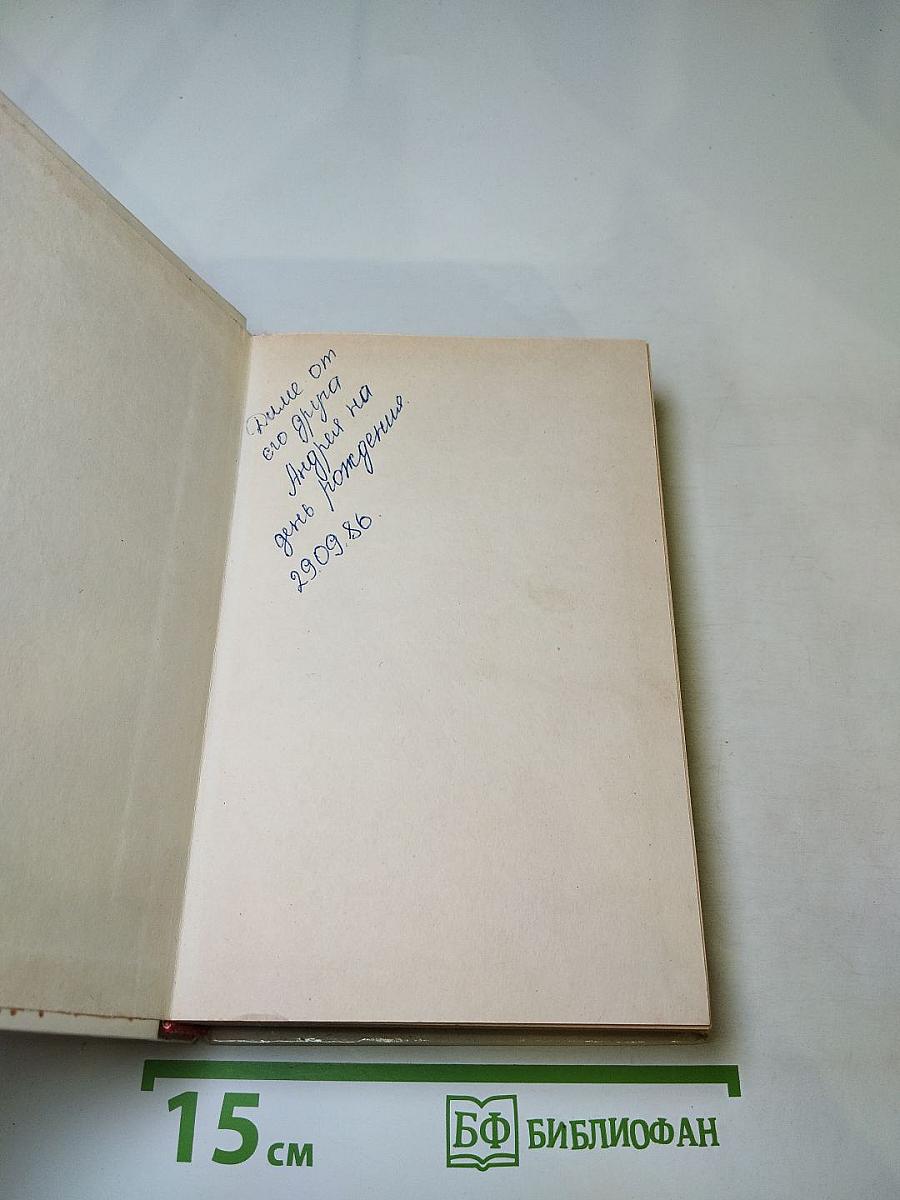 Диме от
его друга
Андрея на
день рождения.
29.09.86.
15 см
БФ БИБЛИОФАН